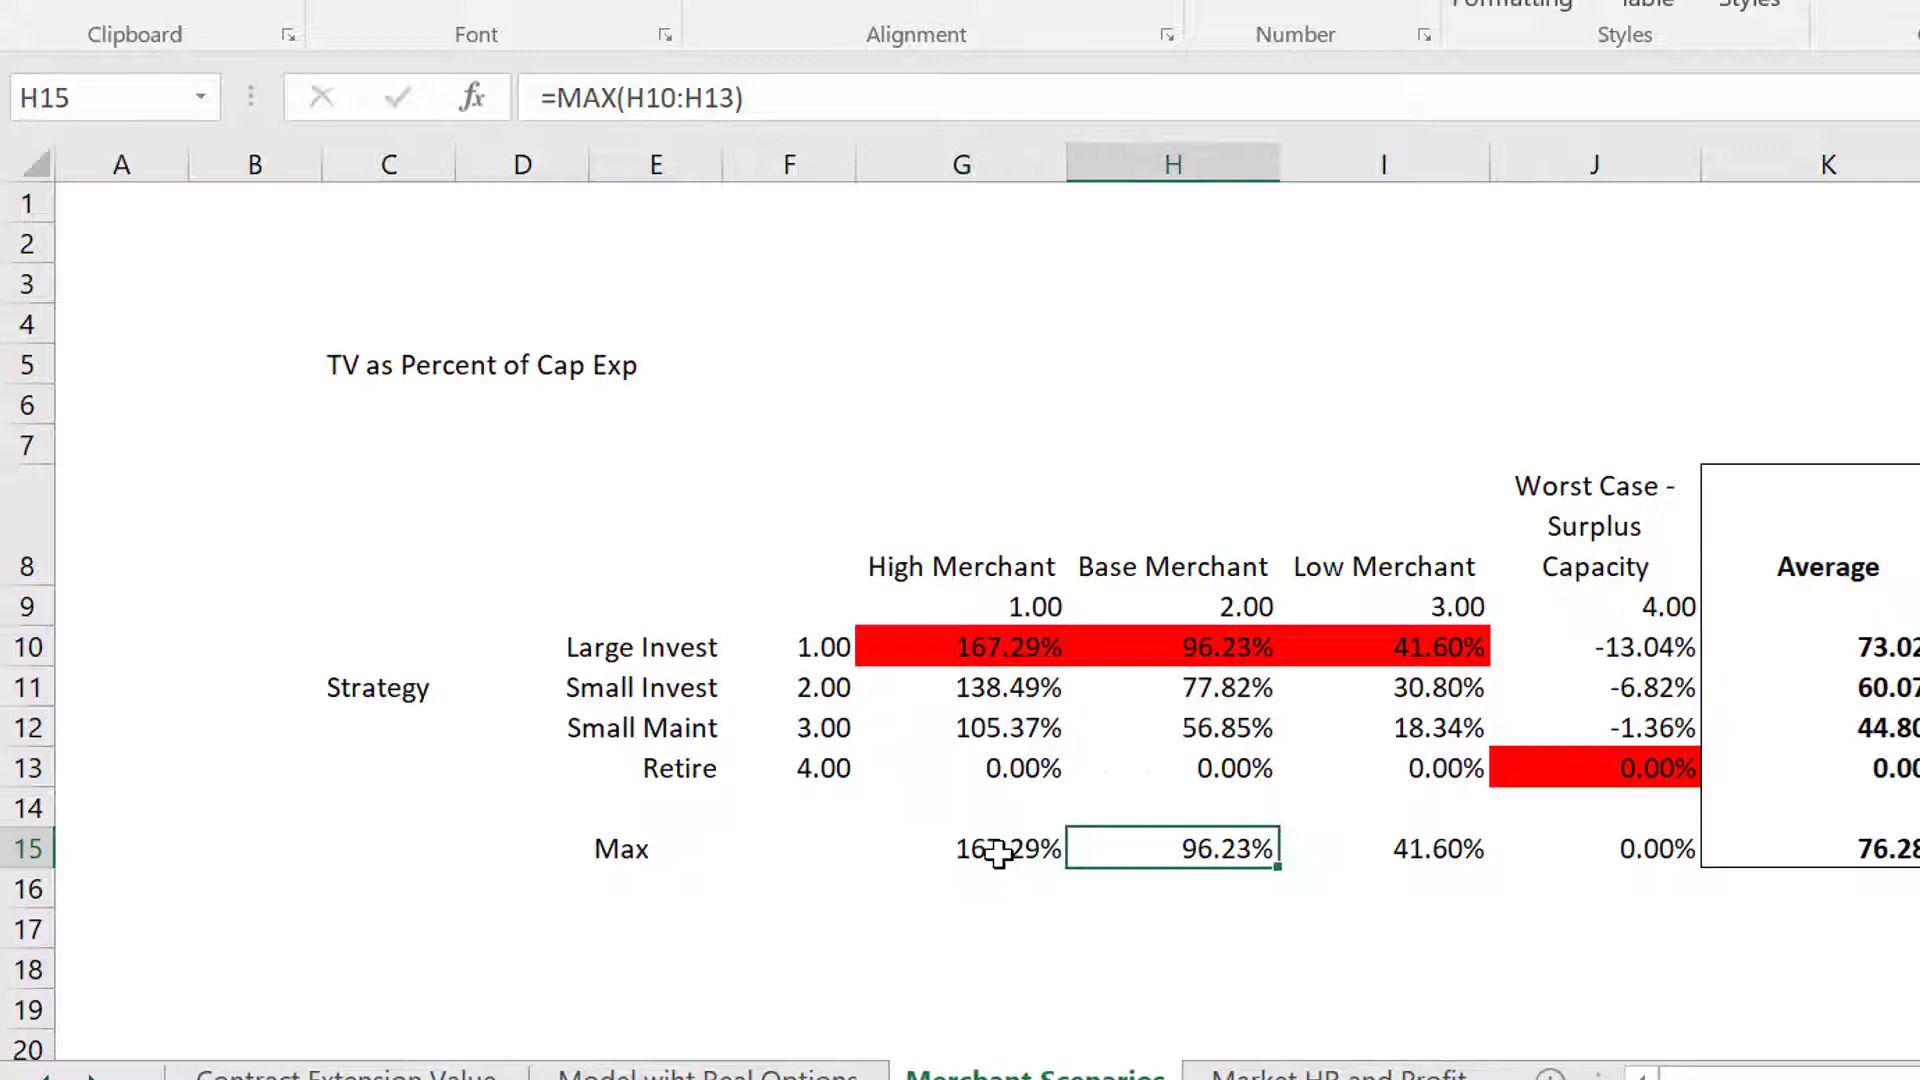 Formatting Table Styles
Clipboard Font Alignment Number Styles
H15 fx =MAX(H10:H13)
A B C D E F G H I J K
1
2
3
4
5 TV as Percent of Cap Exp
6
7
Worst Case -
Surplus
8 High Merchant Base Merchant Low Merchant Capacity Average
9 1.00 2.00 3.00 4.00
10 Large Invest 1.00 167.29% 96.23% 41.60% -13.04% 73.02
11 Strategy Small Invest 2.00 138.49% 77.82% 30.80% -6.82% 60.07
12 Small Maint 3.00 105.37% 56.85% 18.34% -1.36% 44.80
13 Retire 4.00 0.00% 0.00% 0.00% 0.00% 0.00
14
15 Max 167.29% 96.23% 41.60% 0.00% 76.28
16
17
18
19
20
Contract Extension Value Model wiht Real Options Merchant Scenarios Market HR and Profit